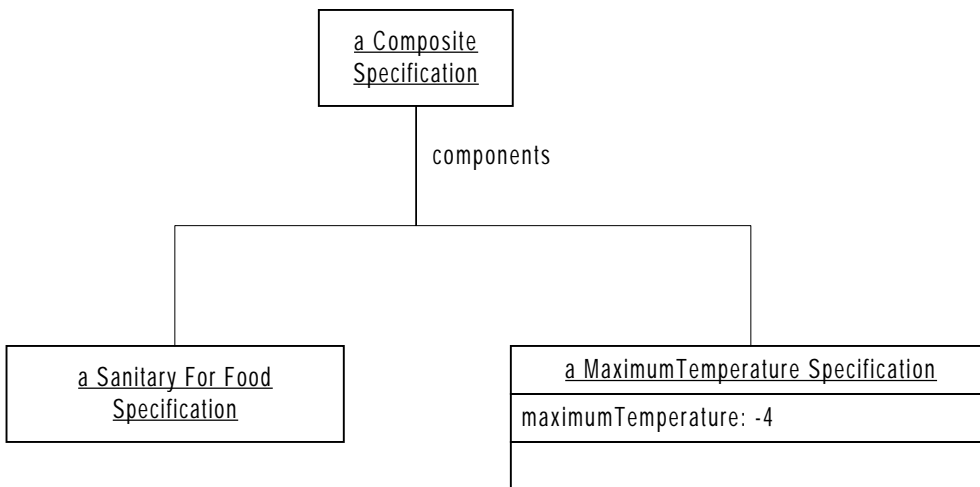 a Composite
Specification
components
a Sanitary For Food
Specification
a MaximumTemperature Specification
maximumTemperature: -4